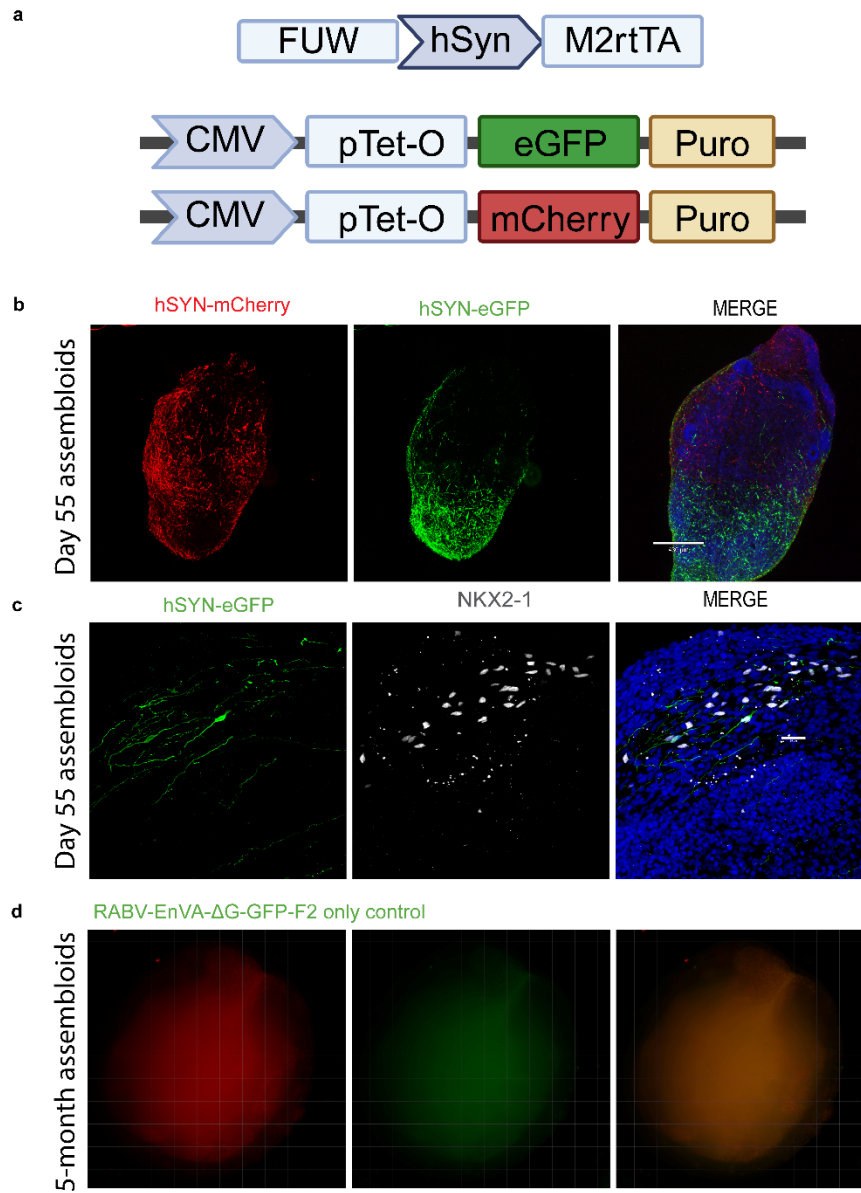 a
FUW hSyn M2rtTA
CMV pTet-O eGFP Puro
CMV pTet-O mCherry Puro
b
hSYN-mCherry hSYN-eGFP MERGE
Day 55 assembloids
c
hSYN-eGFP NKX2-1 MERGE
Day 55 assembloids
d
RABV-EnVA-ΔG-GFP-F2 only control
5-month assembloids